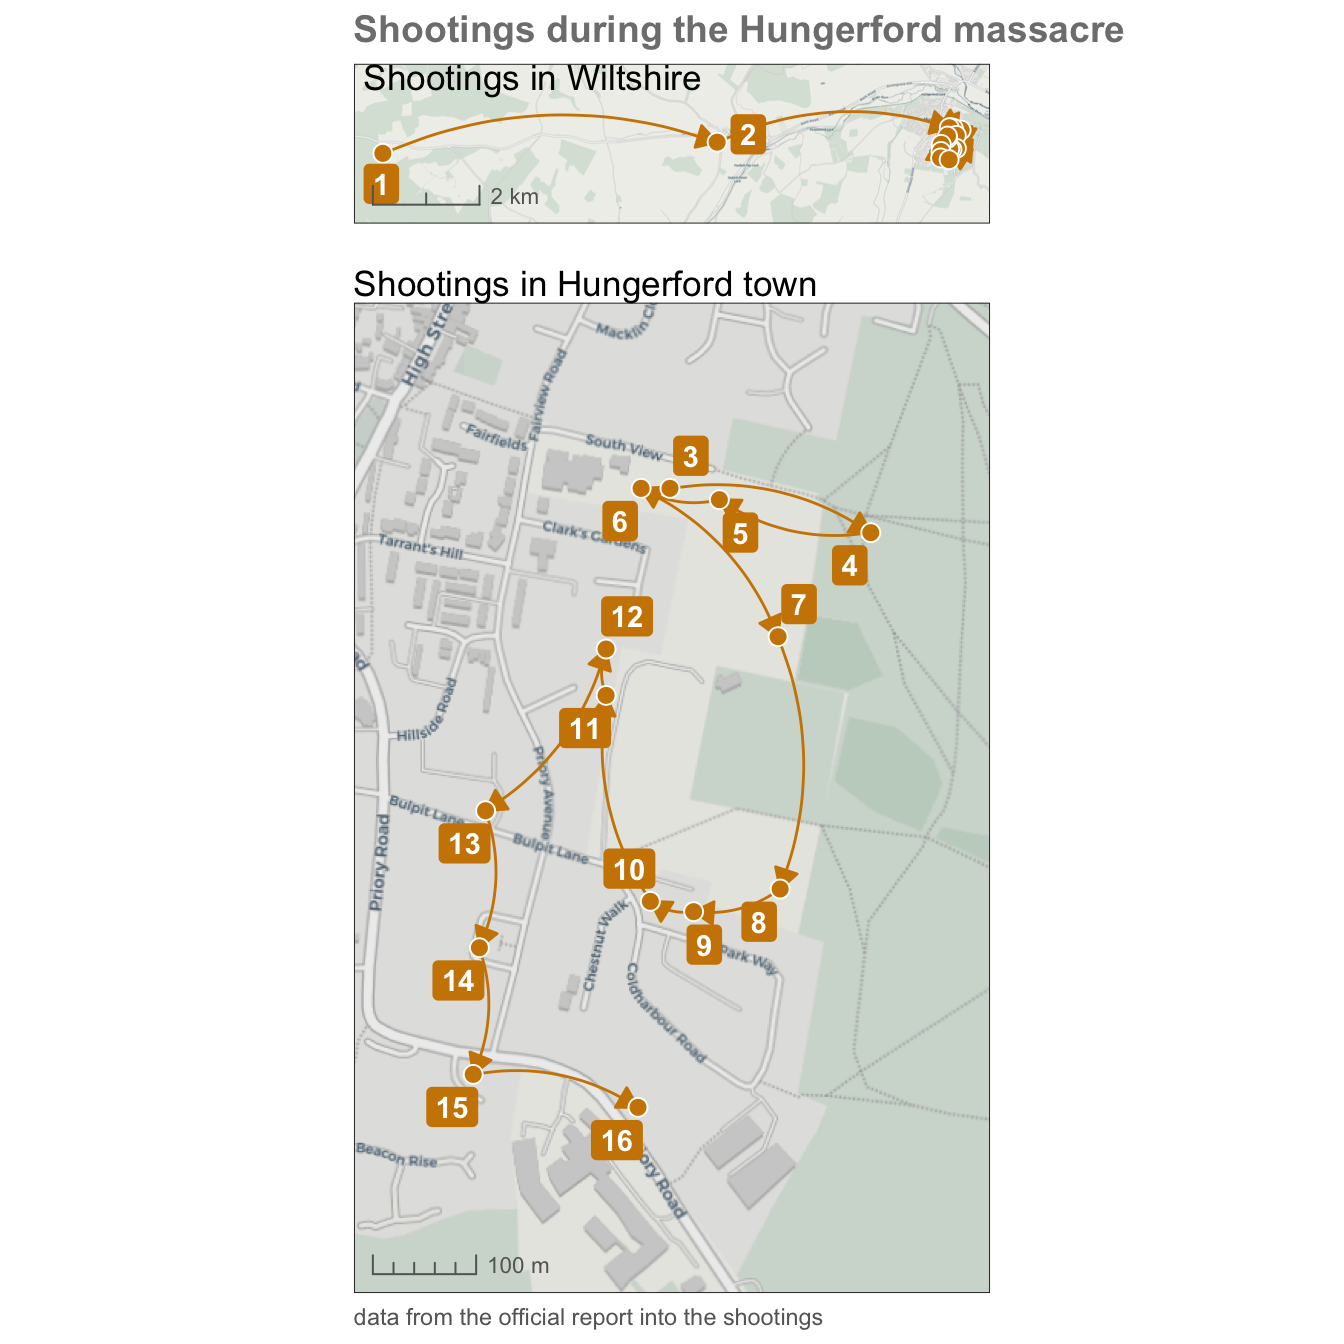 Shootings during the Hungerford massacre
Shootings in Wiltshire
1
2
2 km
Shootings in Hungerford town
High Stre
Macklin Cl
Fairview Road
Fairfields
South View
3
6
5
4
Clark's Gardens
Tarrant's Hill
7
12
11
Hillside Road
Priory Avenue
Bulpit Lane
13
Bulpit Lane
Priory Road
10
8
9
Park Way
Chestnut Walk
14
Coldharbour Road
15
16
Beacon Rise
ory Road
100 m
data from the official report into the shootings